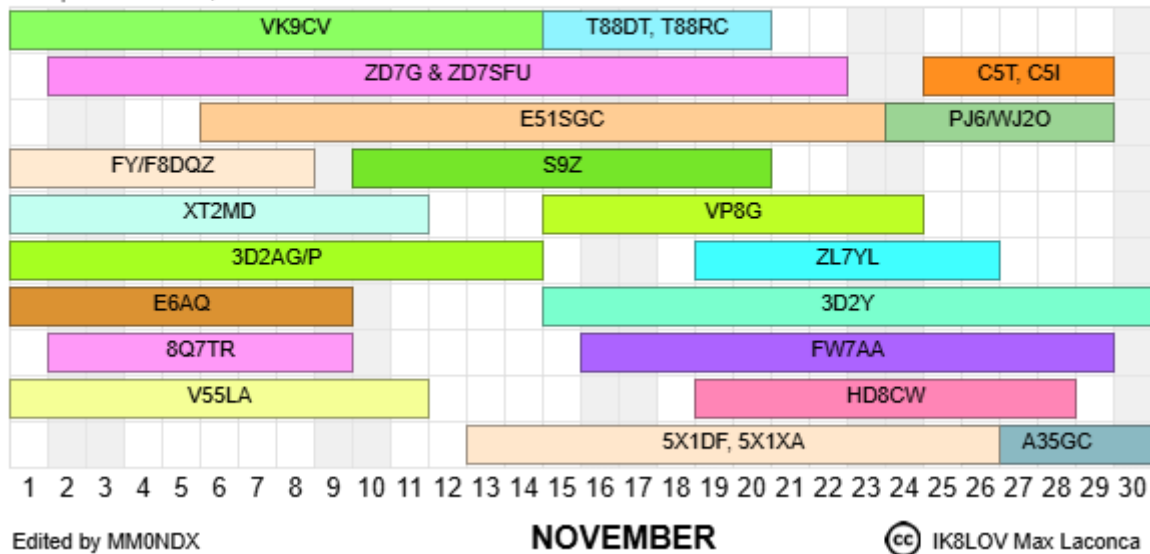 VK9CV T88DT, T88RC
ZD7G & ZD7SFU C5T, C5I
E51SGC PJ6/WJ2O
FY/F8DQZ S9Z
XT2MD VP8G
3D2AG/P ZL7YL
E6AQ 3D2Y
8Q7TR FW7AA
V55LA HD8CW
5X1DF, 5X1XA A35GC
1 2 3 4 5 6 7 8 9 10 11 12 13 14 15 16 17 18 19 20 21 22 23 24 25 26 27 28 29 30
Edited by MM0NDX NOVEMBER cc IK8LOV Max Laconca